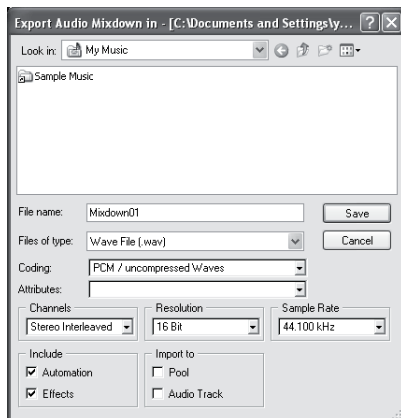 Export Audio Mixdown in - [C:\Documents and Settings\y...
Look in: My Music
Sample Music
File name: Mixdown01 Save
Files of type: Wave File (.wav) Cancel
Coding: PCM / uncompressed Waves
Attributes:
Channels Resolution Sample Rate
Stereo Interleaved 16 Bit 44.100 kHz
Include Import to
Automation Pool
Effects Audio Track